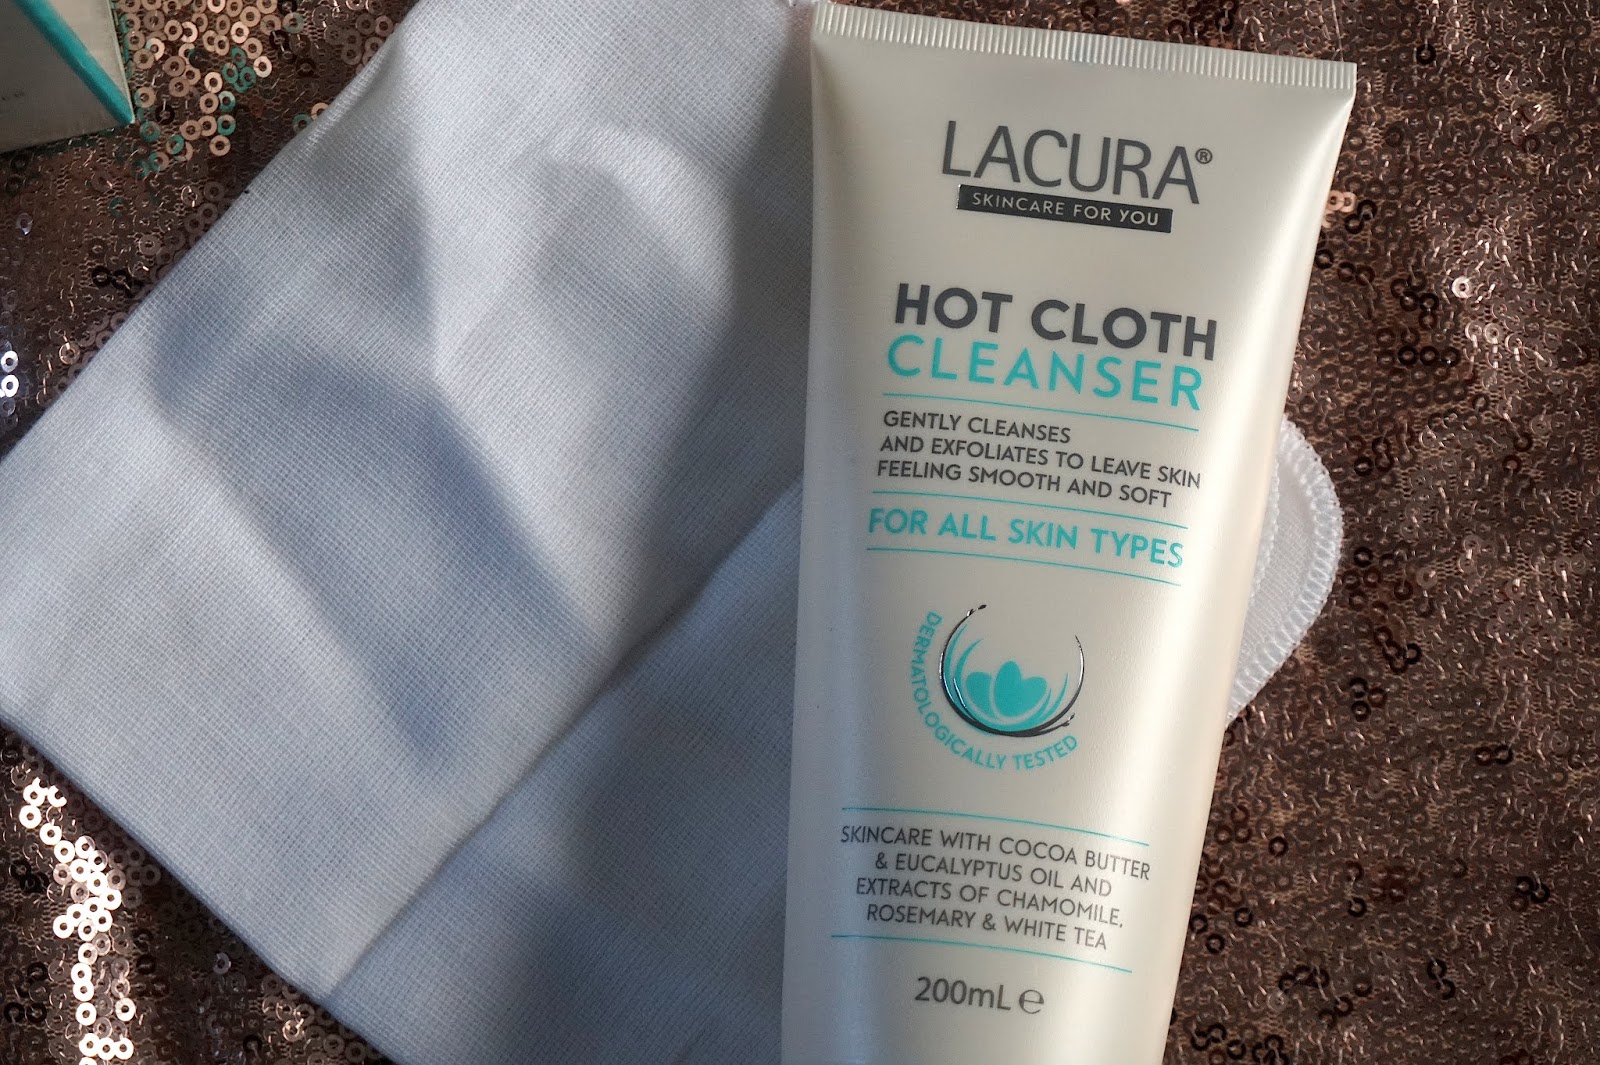 LACURA®
SKINCARE FOR YOU
HOT CLOTH
CLEANSER
GENTLY CLEANSES
AND EXFOLIATES TO LEAVE SKIN
FEELING SMOOTH AND SOFT
FOR ALL SKIN TYPES
DERMATOLOGICALLY TESTED
SKINCARE WITH COCOA BUTTER
& EUCALYPTUS OIL AND
EXTRACTS OF CHAMOMILE,
ROSEMARY & WHITE TEA
200mL ℮